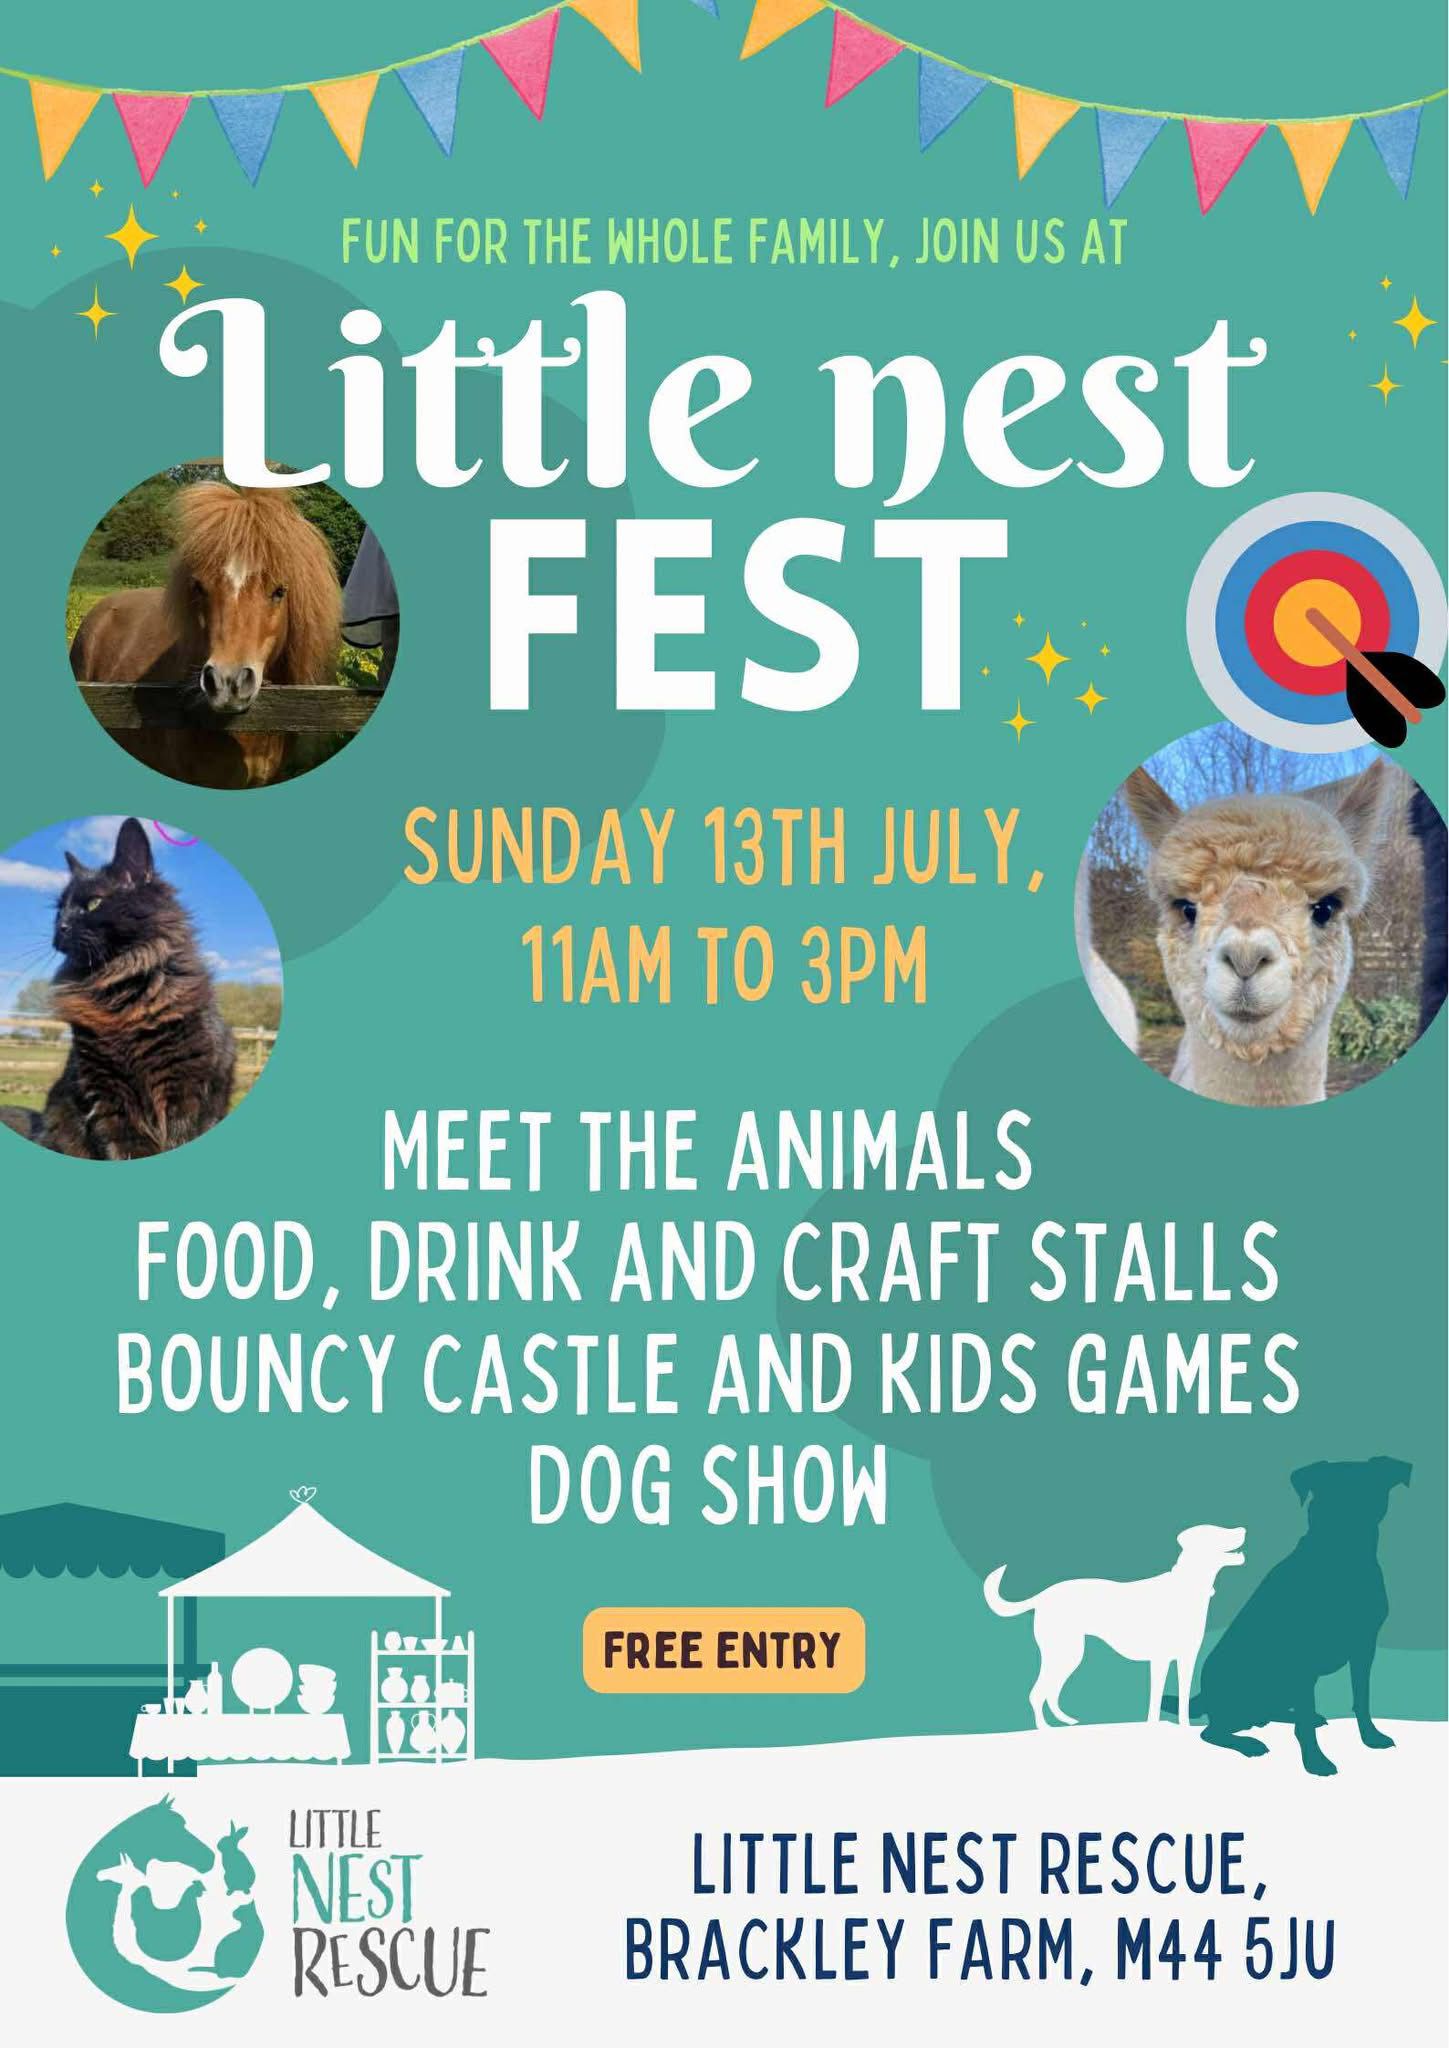 FUN FOR THE WHOLE FAMILY, JOIN US AT
Little nest
FEST
SUNDAY 13TH JULY,
11AM TO 3PM
MEET THE ANIMALS
FOOD, DRINK AND CRAFT STALLS
BOUNCY CASTLE AND KIDS GAMES
DOG SHOW
FREE ENTRY
LITTLE
NEST
RESCUE
LITTLE NEST RESCUE,
BRACKLEY FARM, M44 5JU